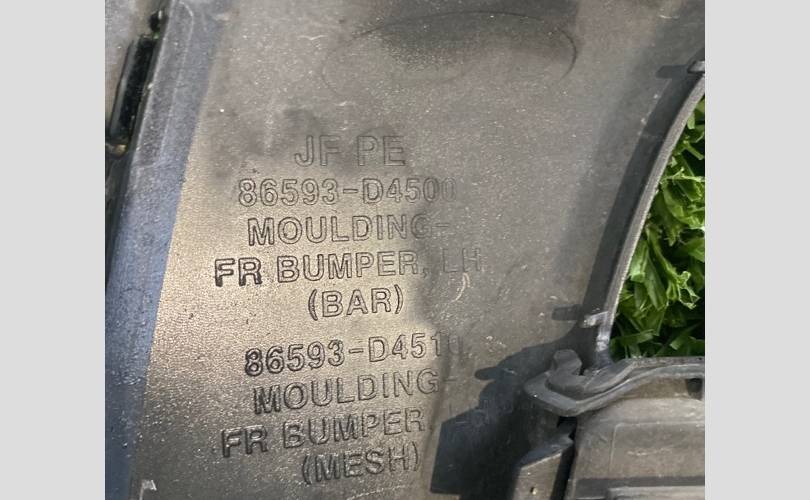 JF PE
86593-D4500
MOULDING-
FR BUMPER, LH
(BAR)
86593-D4510
MOULDING-
FR BUMPER,
(MESH)